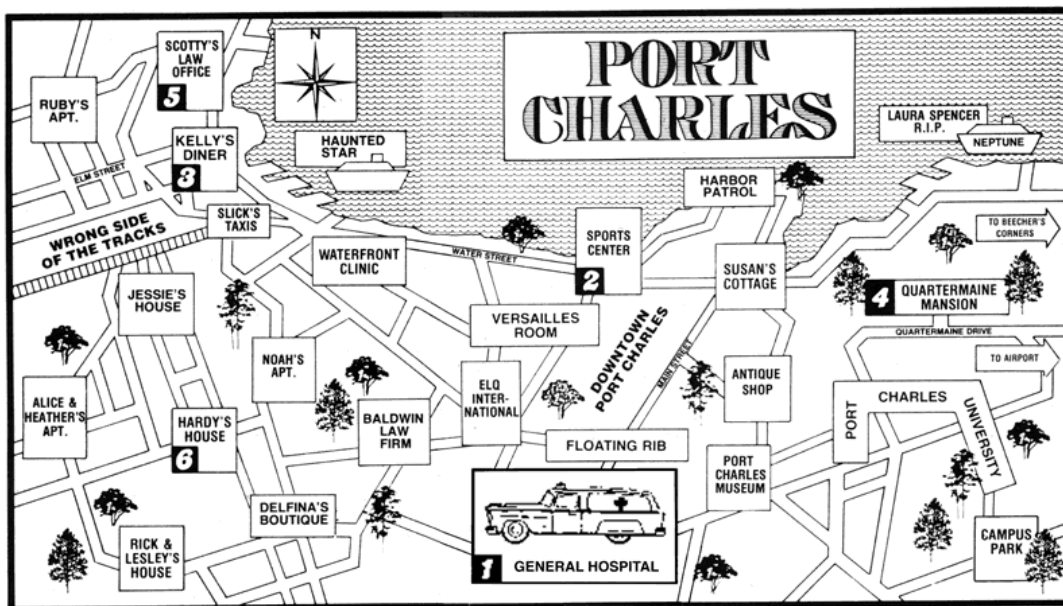 PORT
CHARLES
SCOTTY'S
LAW
OFFICE
5
RUBY'S
APT.
KELLY'S
DINER
3
ELM STREET
HAUNTED
STAR
LAURA SPENCER
R.I.P.
NEPTUNE
HARBOR
PATROL
WRONG SIDE
OF THE TRACKS
SLICK'S
TAXIS
WATERFRONT
CLINIC
WATER STREET
SPORTS
CENTER
2
SUSAN'S
COTTAGE
TO BEECHER'S
CORNERS
4
QUARTERMAINE
MANSION
QUARTERMAINE DRIVE
TO AIRPORT
JESSIE'S
HOUSE
VERSAILLES
ROOM
DOWNTOWN
PORT CHARLES
MAIN STREET
NOAH'S
APT.
ELQ
INTER-
NATIONAL
ANTIQUE
SHOP
ALICE &
HEATHER'S
APT.
HARDY'S
HOUSE
6
BALDWIN
LAW
FIRM
FLOATING RIB
PORT
CHARLES
UNIVERSITY
PORT
CHARLES
MUSEUM
DELFINA'S
BOUTIQUE
RICK &
LESLEY'S
HOUSE
1
GENERAL HOSPITAL
CAMPUS
PARK